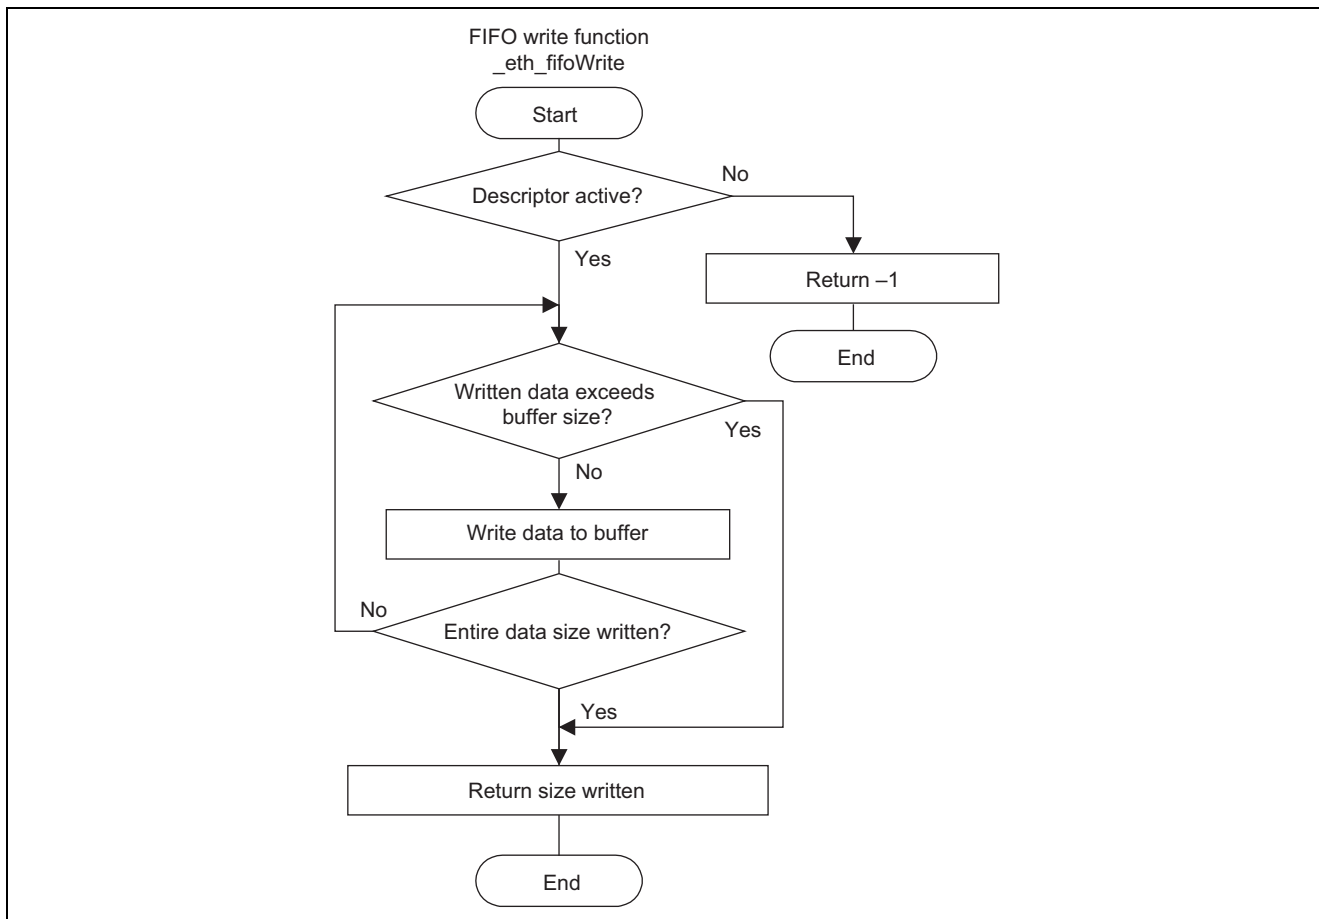 FIFO write function
_eth_fifoWrite
Start
Descriptor active?
No
Yes
Return –1
End
Written data exceeds
buffer size?
Yes
No
Write data to buffer
No
Entire data size written?
Yes
Return size written
End